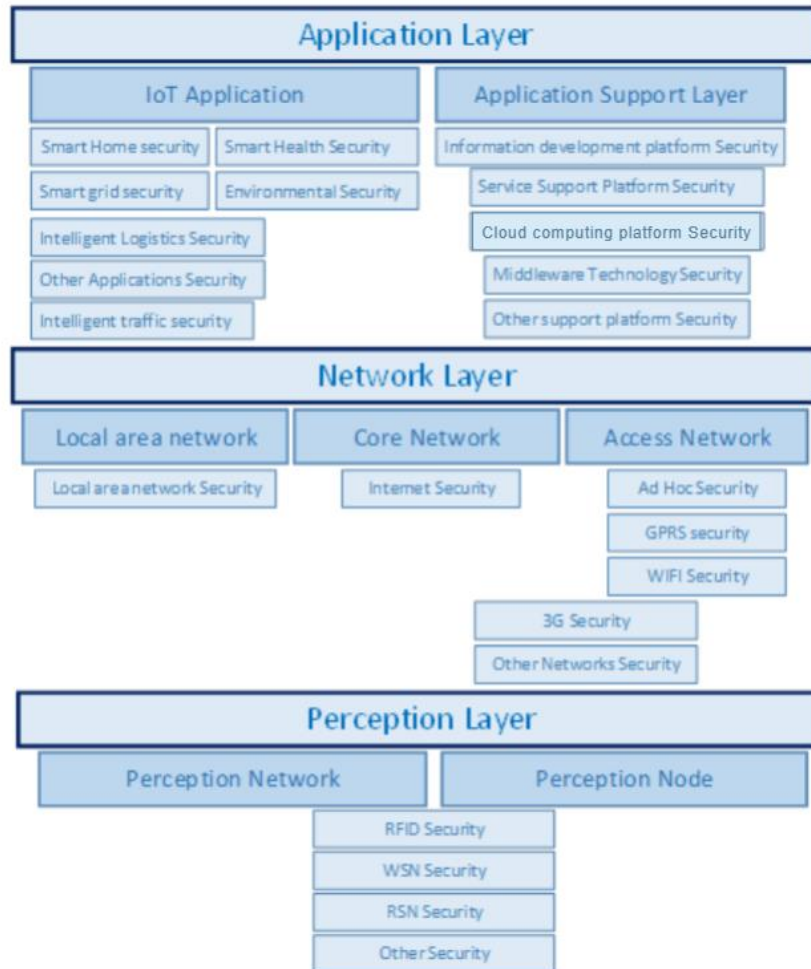 Application Layer
IoT Application
Application Support Layer
Smart Home security
Smart Health Security
Information development platform Security
Smart grid security
Environmental Security
Service Support Platform Security
Intelligent Logistics Security
Cloud computing platform Security
Other Applications Security
Middleware Technology Security
Intelligent traffic security
Other support platform Security
Network Layer
Local area network
Core Network
Access Network
Local area network Security
Internet Security
Ad Hoc Security
GPRS security
WIFI Security
3G Security
Other Networks Security
Perception Layer
Perception Network
Perception Node
RFID Security
WSN Security
RSN Security
Other Security